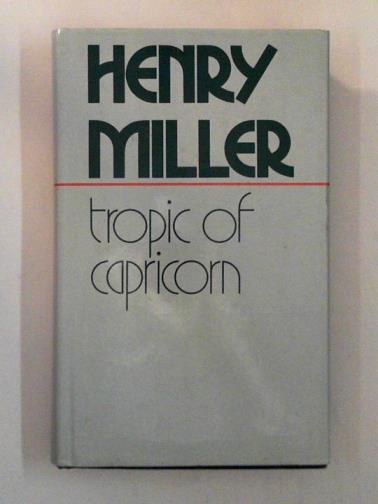 HENRY
MILLER
tropic of
capricorn